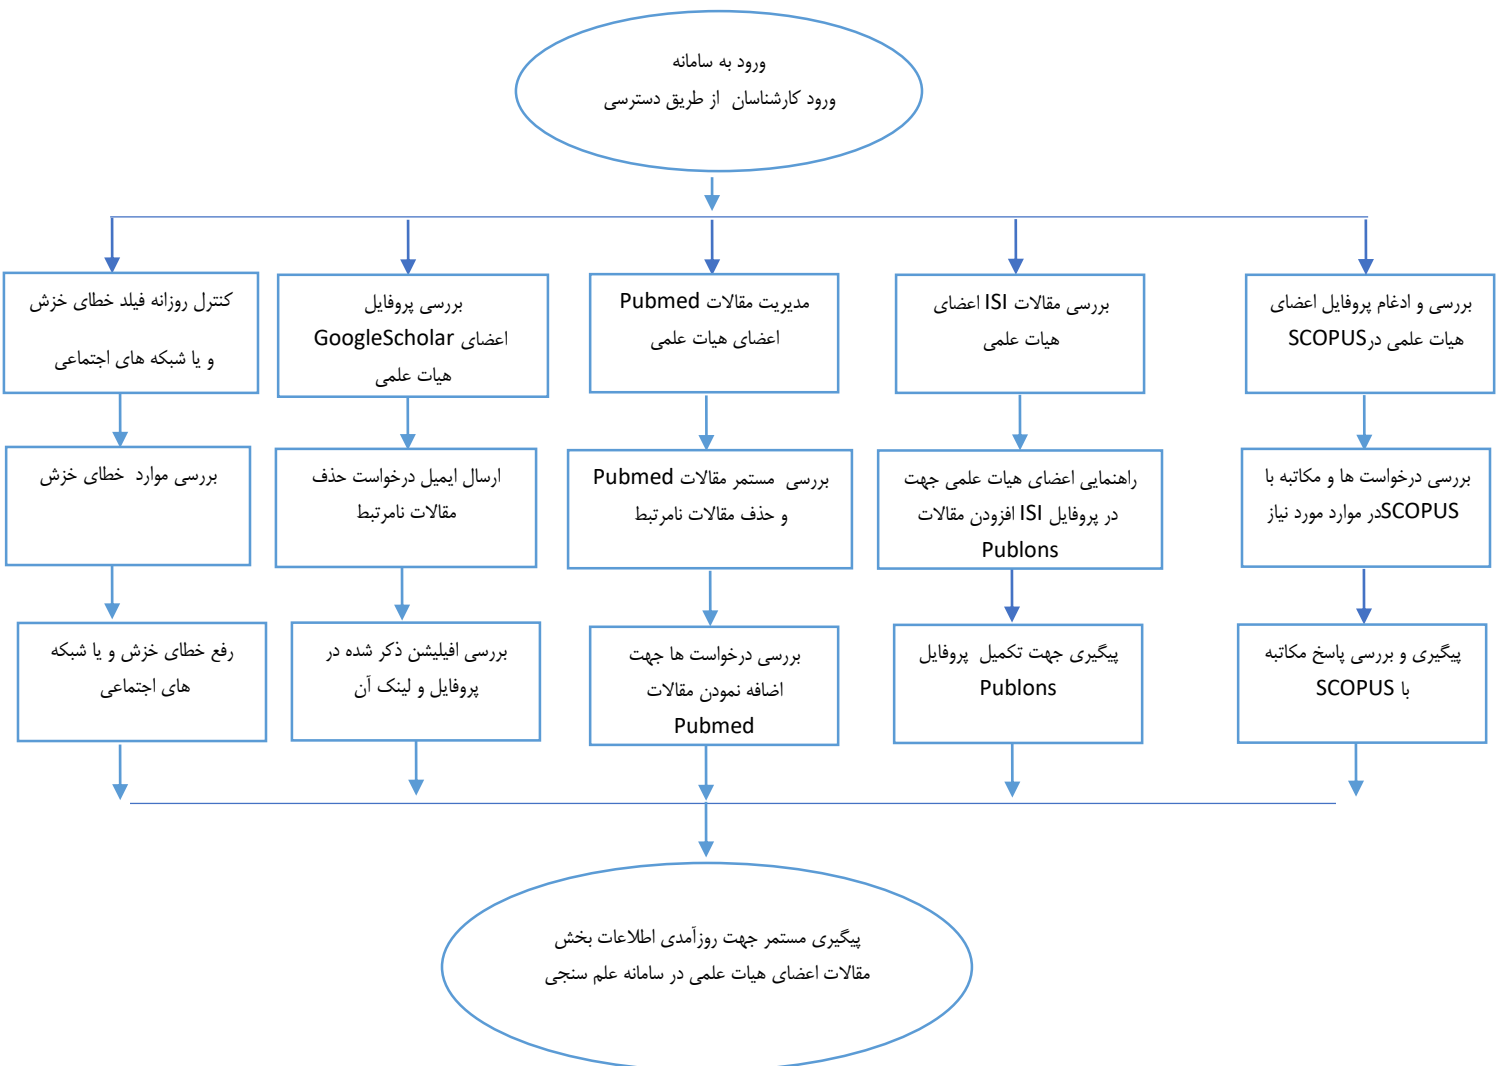 ورود به سامانه
ورود کارشناسان از طریق دسترسی
بررسی و ادغام پروفایل اعضای
هیات علمی درSCOPUS
بررسی مقالات ISI اعضای
هیات علمی
مدیریت مقالات Pubmed
اعضای هیات علمی
بررسی پروفایل
GoogleScholar اعضای
هیات علمی
کنترل روزانه فیلد خطای خزش
و یا شبکه های اجتماعی
بررسی درخواست ها و مکاتبه با
SCOPUSدر موارد مورد نیاز
راهنمایی اعضای هیات علمی جهت
افزودن مقالات ISI در پروفایل
Publons
بررسی مستمر مقالات Pubmed
و حذف مقالات نامرتبط
ارسال ایمیل درخواست حذف
مقالات نامرتبط
بررسی موارد خطای خزش
پیگیری و بررسی پاسخ مکاتبه
با SCOPUS
پیگیری جهت تکمیل پروفایل
Publons
بررسی درخواست ها جهت
اضافه نمودن مقالات
Pubmed
بررسی افیلیشن ذکر شده در
پروفایل و لینک آن
رفع خطای خزش و یا شبکه
های اجتماعی
پیگیری مستمر جهت روزآمدی اطلاعات بخش
مقالات اعضای هیات علمی در سامانه علم سنجی